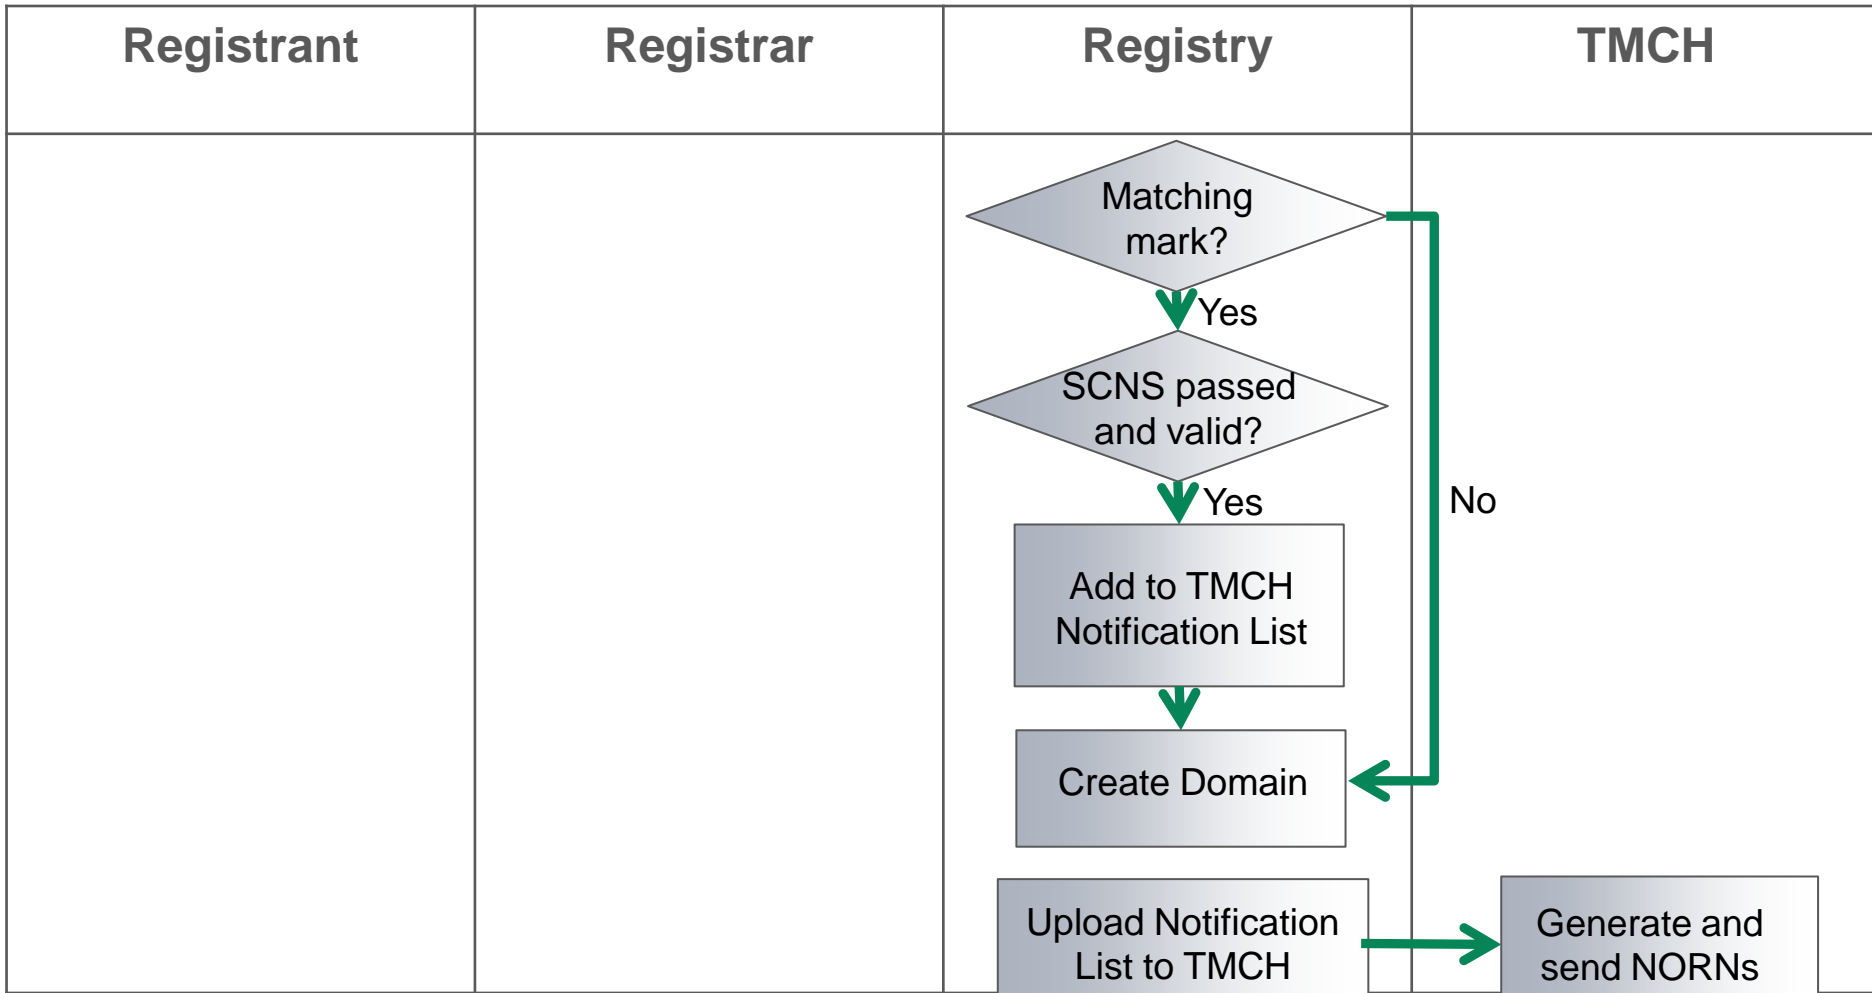 Registrant
Registrar
Registry
TMCH
Matching
mark?
Yes
SCNS passed
and valid?
Yes
No
Add to TMCH
Notification List
Create Domain
Upload Notification
List to TMCH
Generate and
send NORNs